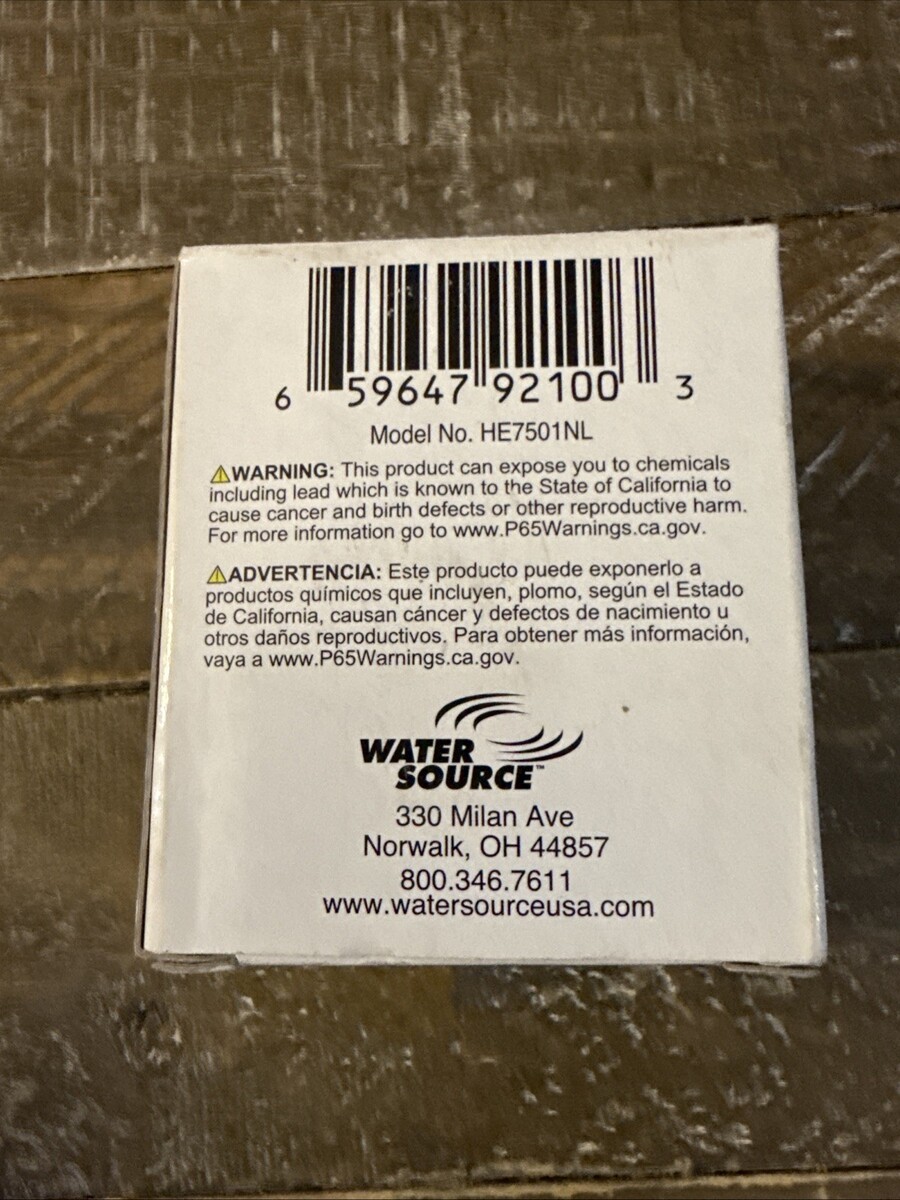 6 59647 92100 3
Model No. HE7501NL
⚠WARNING: This product can expose you to chemicals
including lead which is known to the State of California to
cause cancer and birth defects or other reproductive harm.
For more information go to www.P65Warnings.ca.gov.
⚠ADVERTENCIA: Este producto puede exponerlo a
productos químicos que incluyen, plomo, según el Estado
de California, causan cáncer y defectos de nacimiento u
otros daños reproductivos. Para obtener más información,
vaya a www.P65Warnings.ca.gov.
WATER
SOURCE™
330 Milan Ave
Norwalk, OH 44857
800.346.7611
www.watersourceusa.com